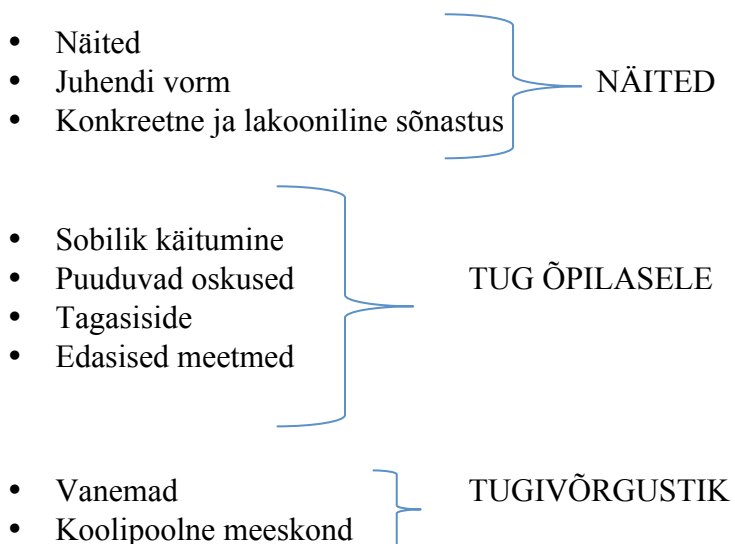 • Näited
• Juhendi vorm NÄITED
• Konkreetne ja lakooniline sõnastus
• Sobilik käitumine
• Puuduvad oskused TUG ÕPILASELE
• Tagasiside
• Edasised meetmed
• Vanemad TUGIVÕRGUSTIK
• Koolipoolne meeskond